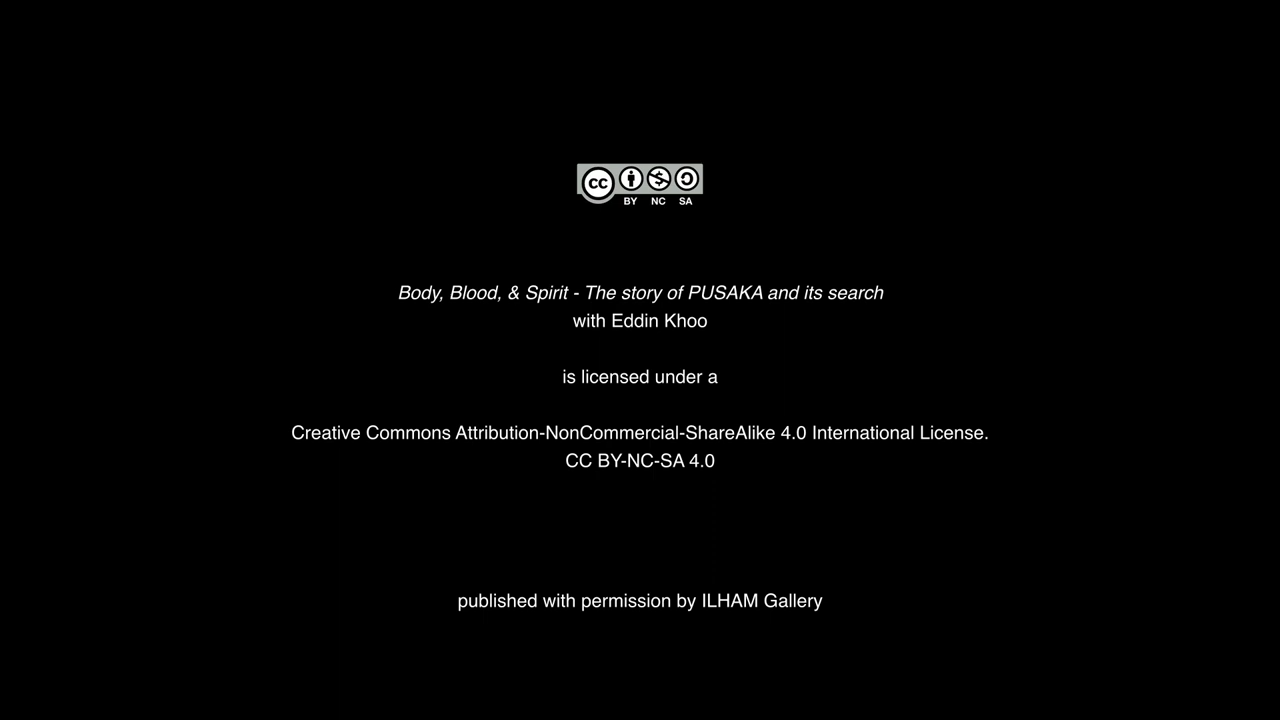 cc
BY NC SA
Body, Blood, & Spirit - The story of PUSAKA and its search
with Eddin Khoo
is licensed under a
Creative Commons Attribution-NonCommercial-ShareAlike 4.0 International License.
CC BY-NC-SA 4.0
published with permission by ILHAM Gallery